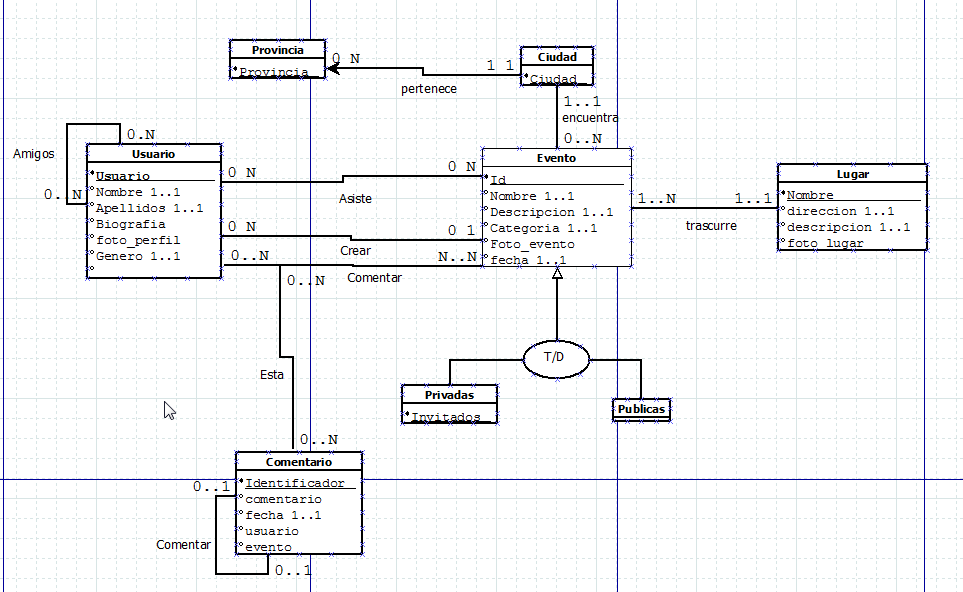 Provincia
Provincia
0 N
pertenece
1 1
Ciudad
Ciudad
1..1
encuentra
0..N
Amigos
0.N
0..N
Usuario
Usuario
Nombre 1..1
Apellidos 1..1
Biografia
foto_perfil
Genero 1..1
0 N
Asiste
0 N
0 N
Crear
0 1
0..N
Comentar
N..N
Evento
Id
Nombre 1..1
Descripcion 1..1
Categoria 1..1
Foto_evento
fecha 1..1
1..N
trascurre
1..1
Lugar
Nombre
direccion 1..1
descripcion 1..1
foto lugar
0..N
Esta
0..N
T/D
Privadas
Invitados
Publicas
Comentario
Identificador
comentario
fecha 1..1
usuario
evento
0..1
Comentar
0..1